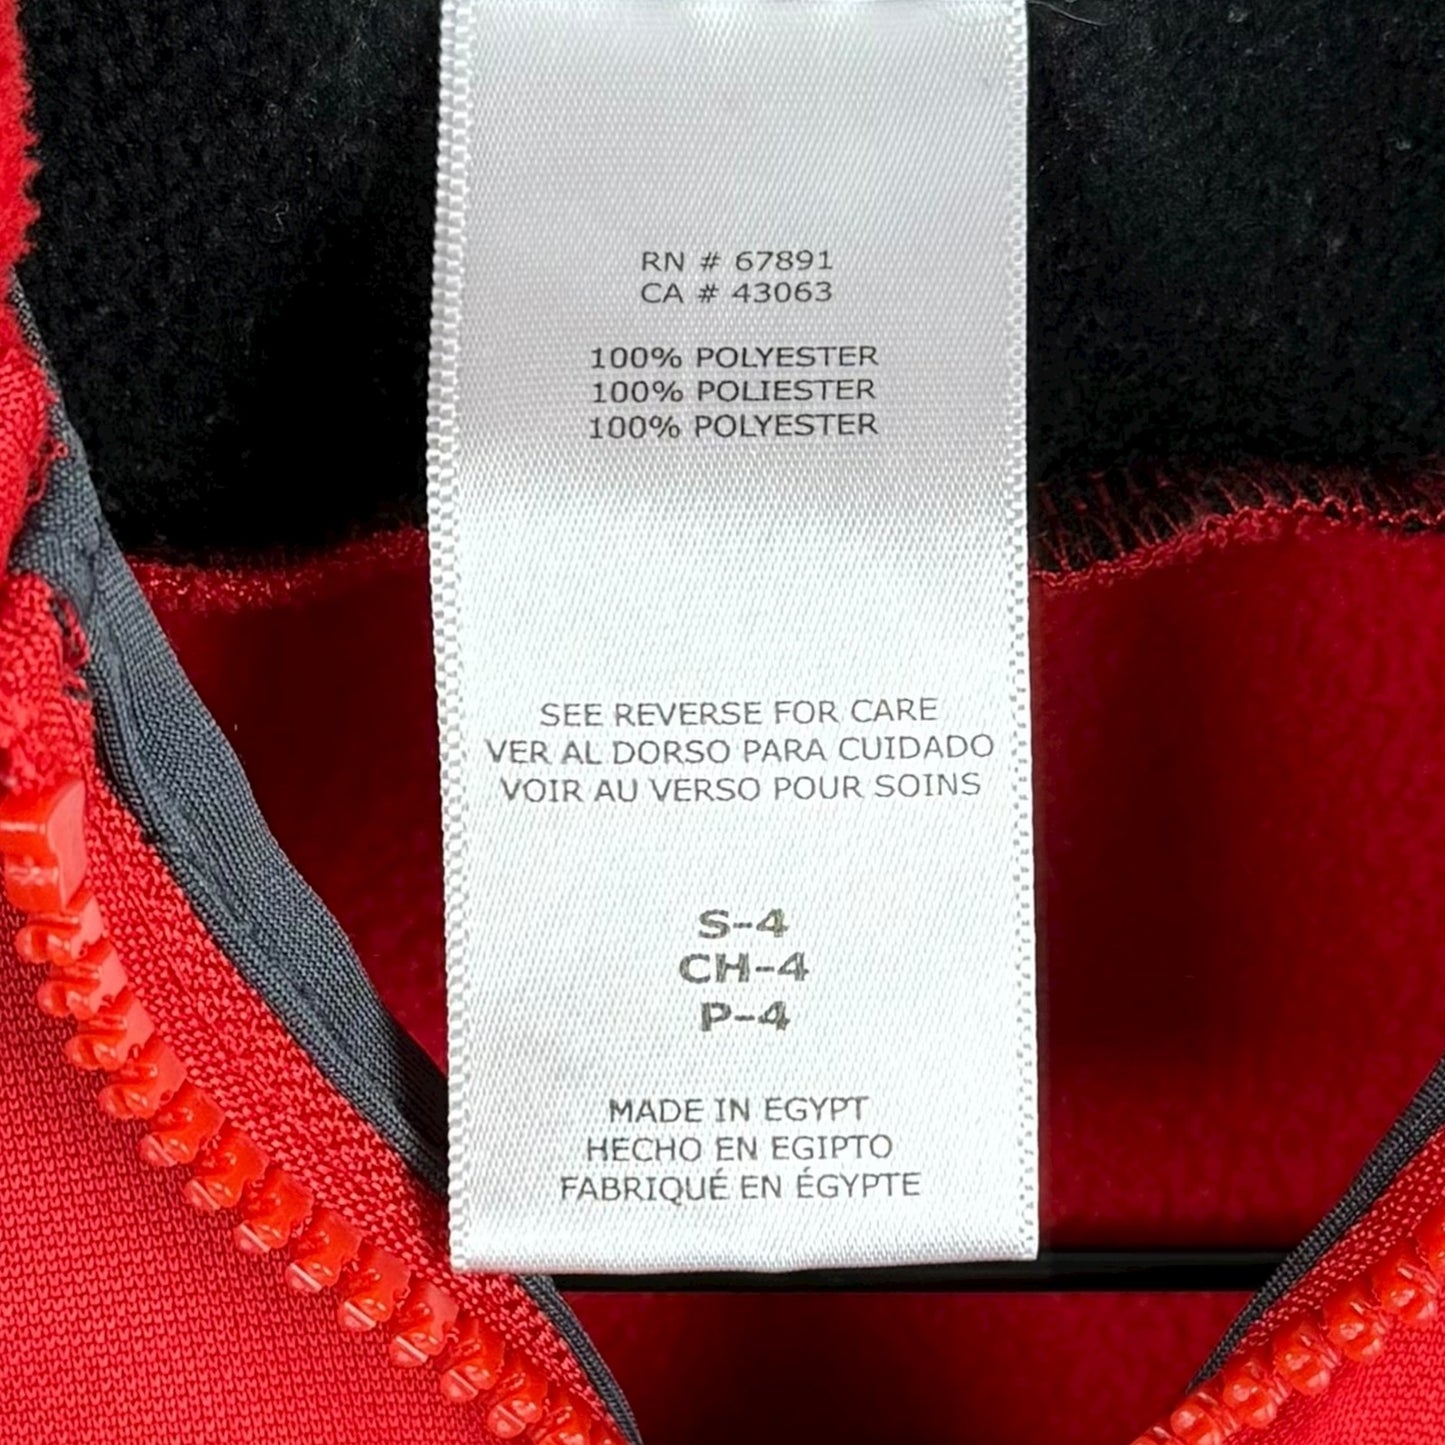 RN # 67891
CA # 43063
100% POLYESTER
100% POLIESTER
100% POLYESTER
SEE REVERSE FOR CARE
VER AL DORSO PARA CUIDADO
VOIR AU VERSO POUR SOINS
S-4
CH-4
P-4
MADE IN EGYPT
HECHO EN EGIPTO
FABRIQUÉ EN ÉGYPTE